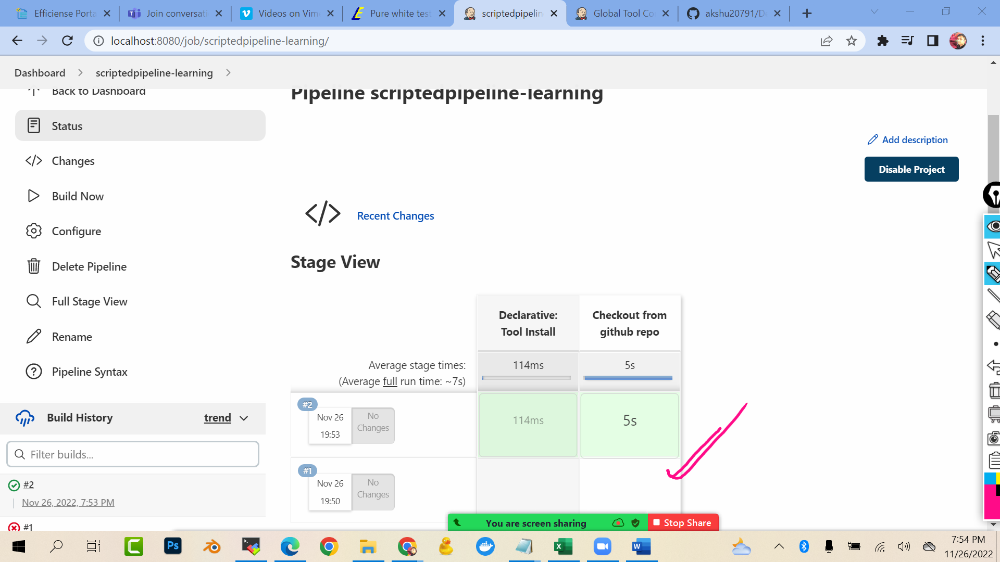 Efficiense Porta
Join conversati
Videos on Vim
Pure white test
scriptedpipelin
Global Tool Co
akshu20791/De
localhost:8080/job/scriptedpipeline-learning/
Dashboard
scriptedpipeline-learning
Back to Dashboard
Status
Changes
Build Now
Configure
Delete Pipeline
Full Stage View
Rename
Pipeline Syntax
Build History
trend
Filter builds...
#2
Nov 26, 2022, 7:53 PM
#1
Pipeline scriptedpipeline-learning
Add description
Disable Project
Recent Changes
Stage View
Declarative:
Tool Install
Checkout from
github repo
Average stage times:
(Average full run time: ~7s)
114ms
5s
#2
Nov 26
19:53
No
Changes
114ms
5s
#1
Nov 26
19:50
No
Changes
You are screen sharing
Stop Share
Ps
7:54 PM
11/26/2022